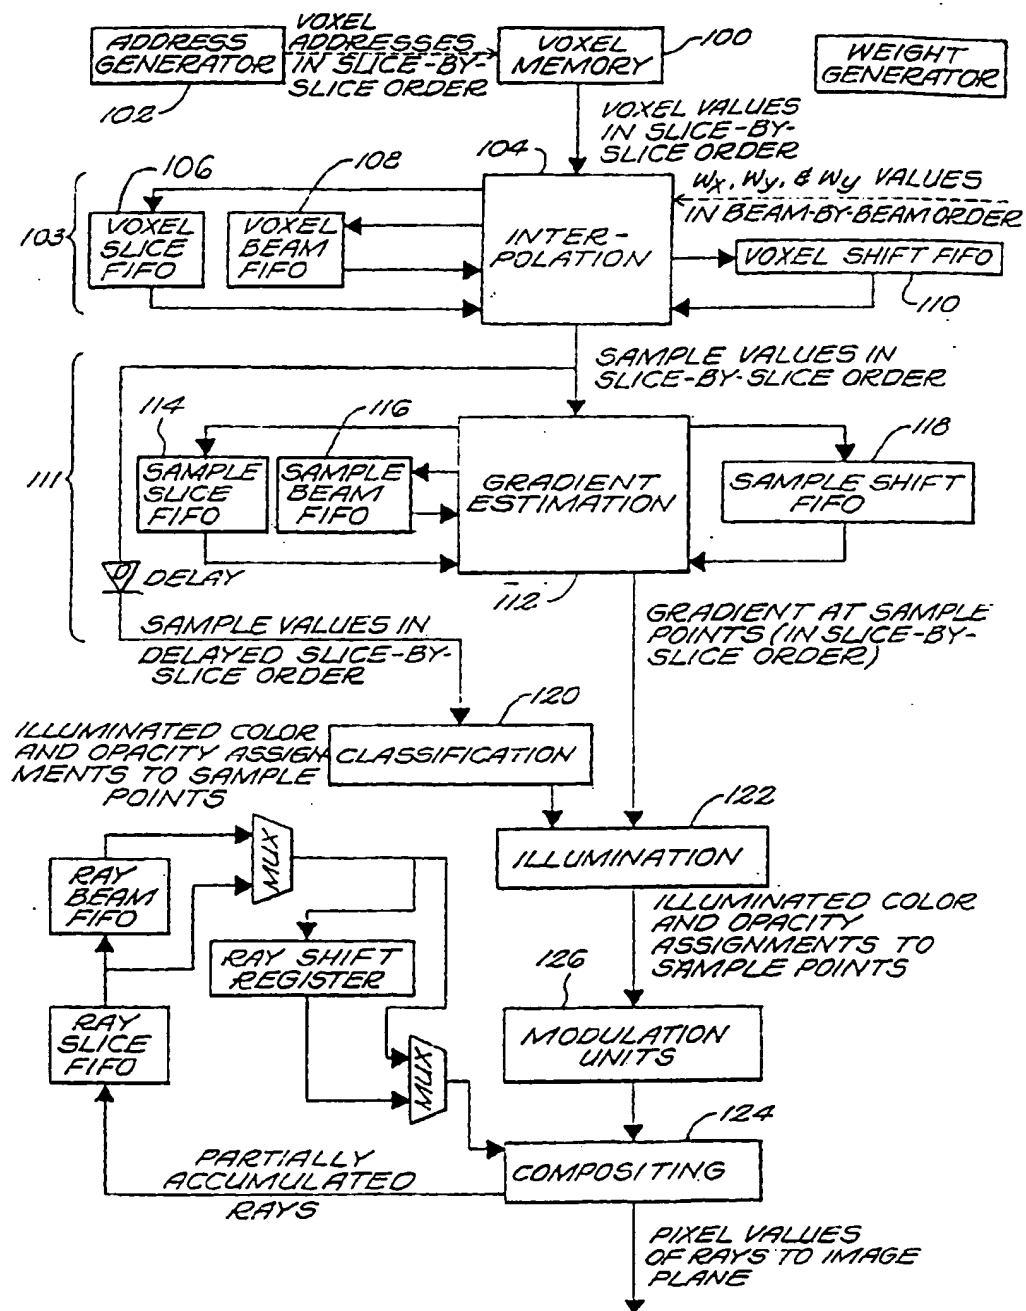 ADDRESS
GENERATOR
102
VOXEL
ADDRESSES
IN SLICE-BY-
SLICE ORDER
VOXEL
MEMORY
100
WEIGHT
GENERATOR
VOXEL VALUES
IN SLICE-BY-
SLICE ORDER
103
106
VOXEL
SLICE
FIFO
108
VOXEL
BEAM
FIFO
104
INTER-
POLATION
Wx, Wy, & Wy VALUES
IN BEAM-BY-BEAM ORDER
VOXEL SHIFT FIFO
110
SAMPLE VALUES IN
SLICE-BY-SLICE ORDER
111
114
SAMPLE
SLICE
FIFO
116
SAMPLE
BEAM
FIFO
GRADIENT
ESTIMATION
112
118
SAMPLE SHIFT
FIFO
D
DELAY
SAMPLE VALUES IN
DELAYED SLICE-BY-
SLICE ORDER
GRADIENT AT SAMPLE
POINTS (IN SLICE-BY-
SLICE ORDER)
120
CLASSIFICATION
ILLUMINATED COLOR
AND OPACITY ASSIGN
MENTS TO SAMPLE
POINTS
122
ILLUMINATION
ILLUMINATED COLOR
AND OPACITY
ASSIGNMENTS TO
SAMPLE POINTS
MUX
RAY
BEAM
FIFO
RAY SHIFT
REGISTER
RAY
SLICE
FIFO
MUX
126
MODULATION
UNITS
124
COMPOSITING
PARTIALLY
ACCUMULATED
RAYS
PIXEL VALUES
OF RAYS TO IMAGE
PLANE